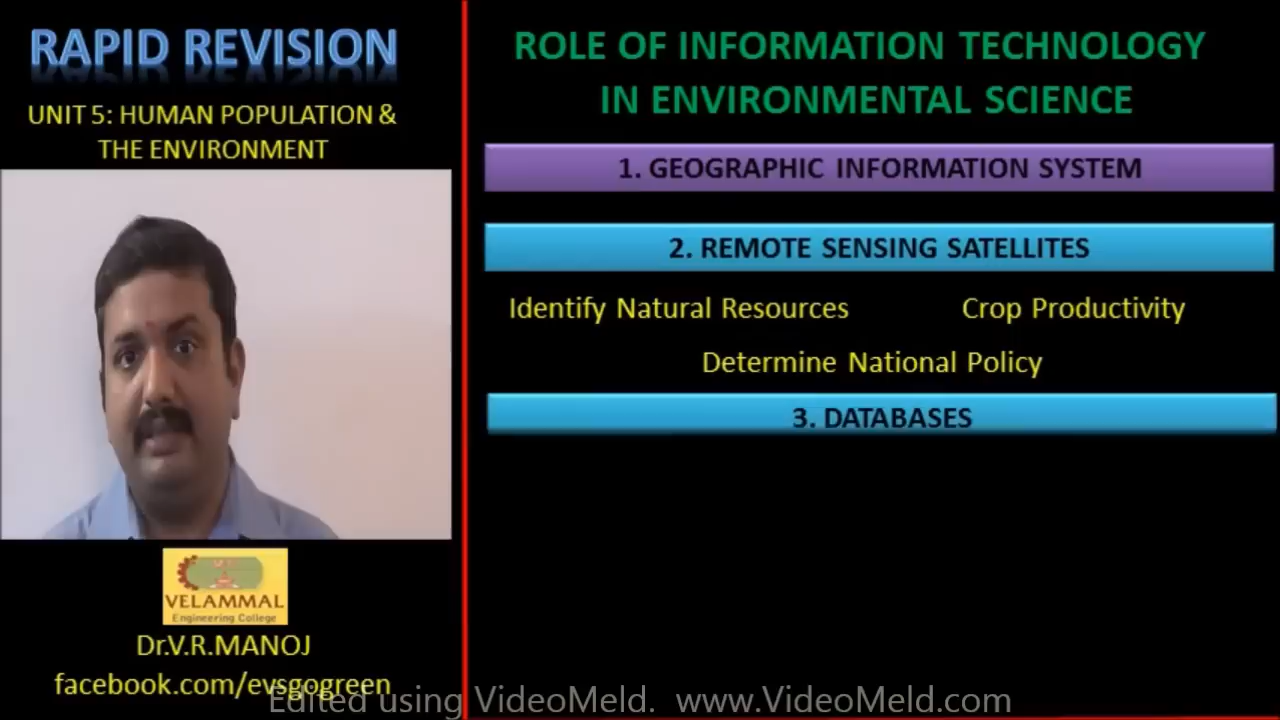 RAPID REVISION
UNIT 5: HUMAN POPULATION &
THE ENVIRONMENT
VELAMMAL
Engineering College
Dr.V.R.MANOJ
facebook.com/evsgogreen
ROLE OF INFORMATION TECHNOLOGY
IN ENVIRONMENTAL SCIENCE
1. GEOGRAPHIC INFORMATION SYSTEM
2. REMOTE SENSING SATELLITES
Identify Natural Resources Crop Productivity
Determine National Policy
3. DATABASES
Edited using VideoMeld. www.VideoMeld.com